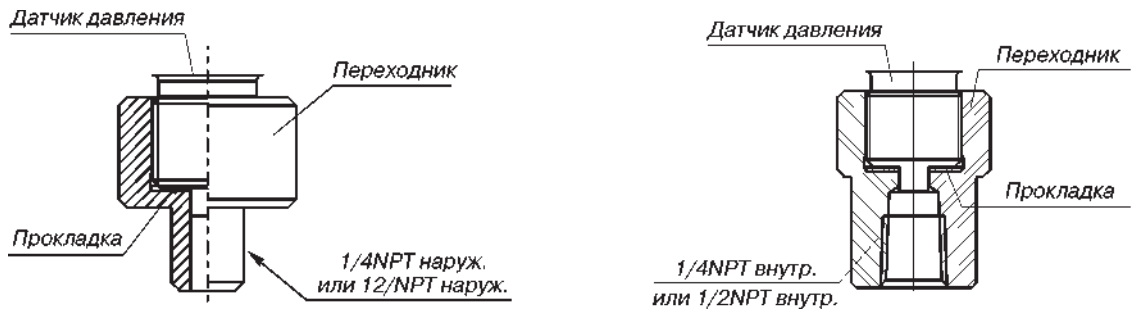 Датчик давления
Переходник
Прокладка
1/4NPT наруж.
или 12/NPT наруж.
Датчик давления
Переходник
Прокладка
1/4NPT внутр.
или 1/2NPT внутр.